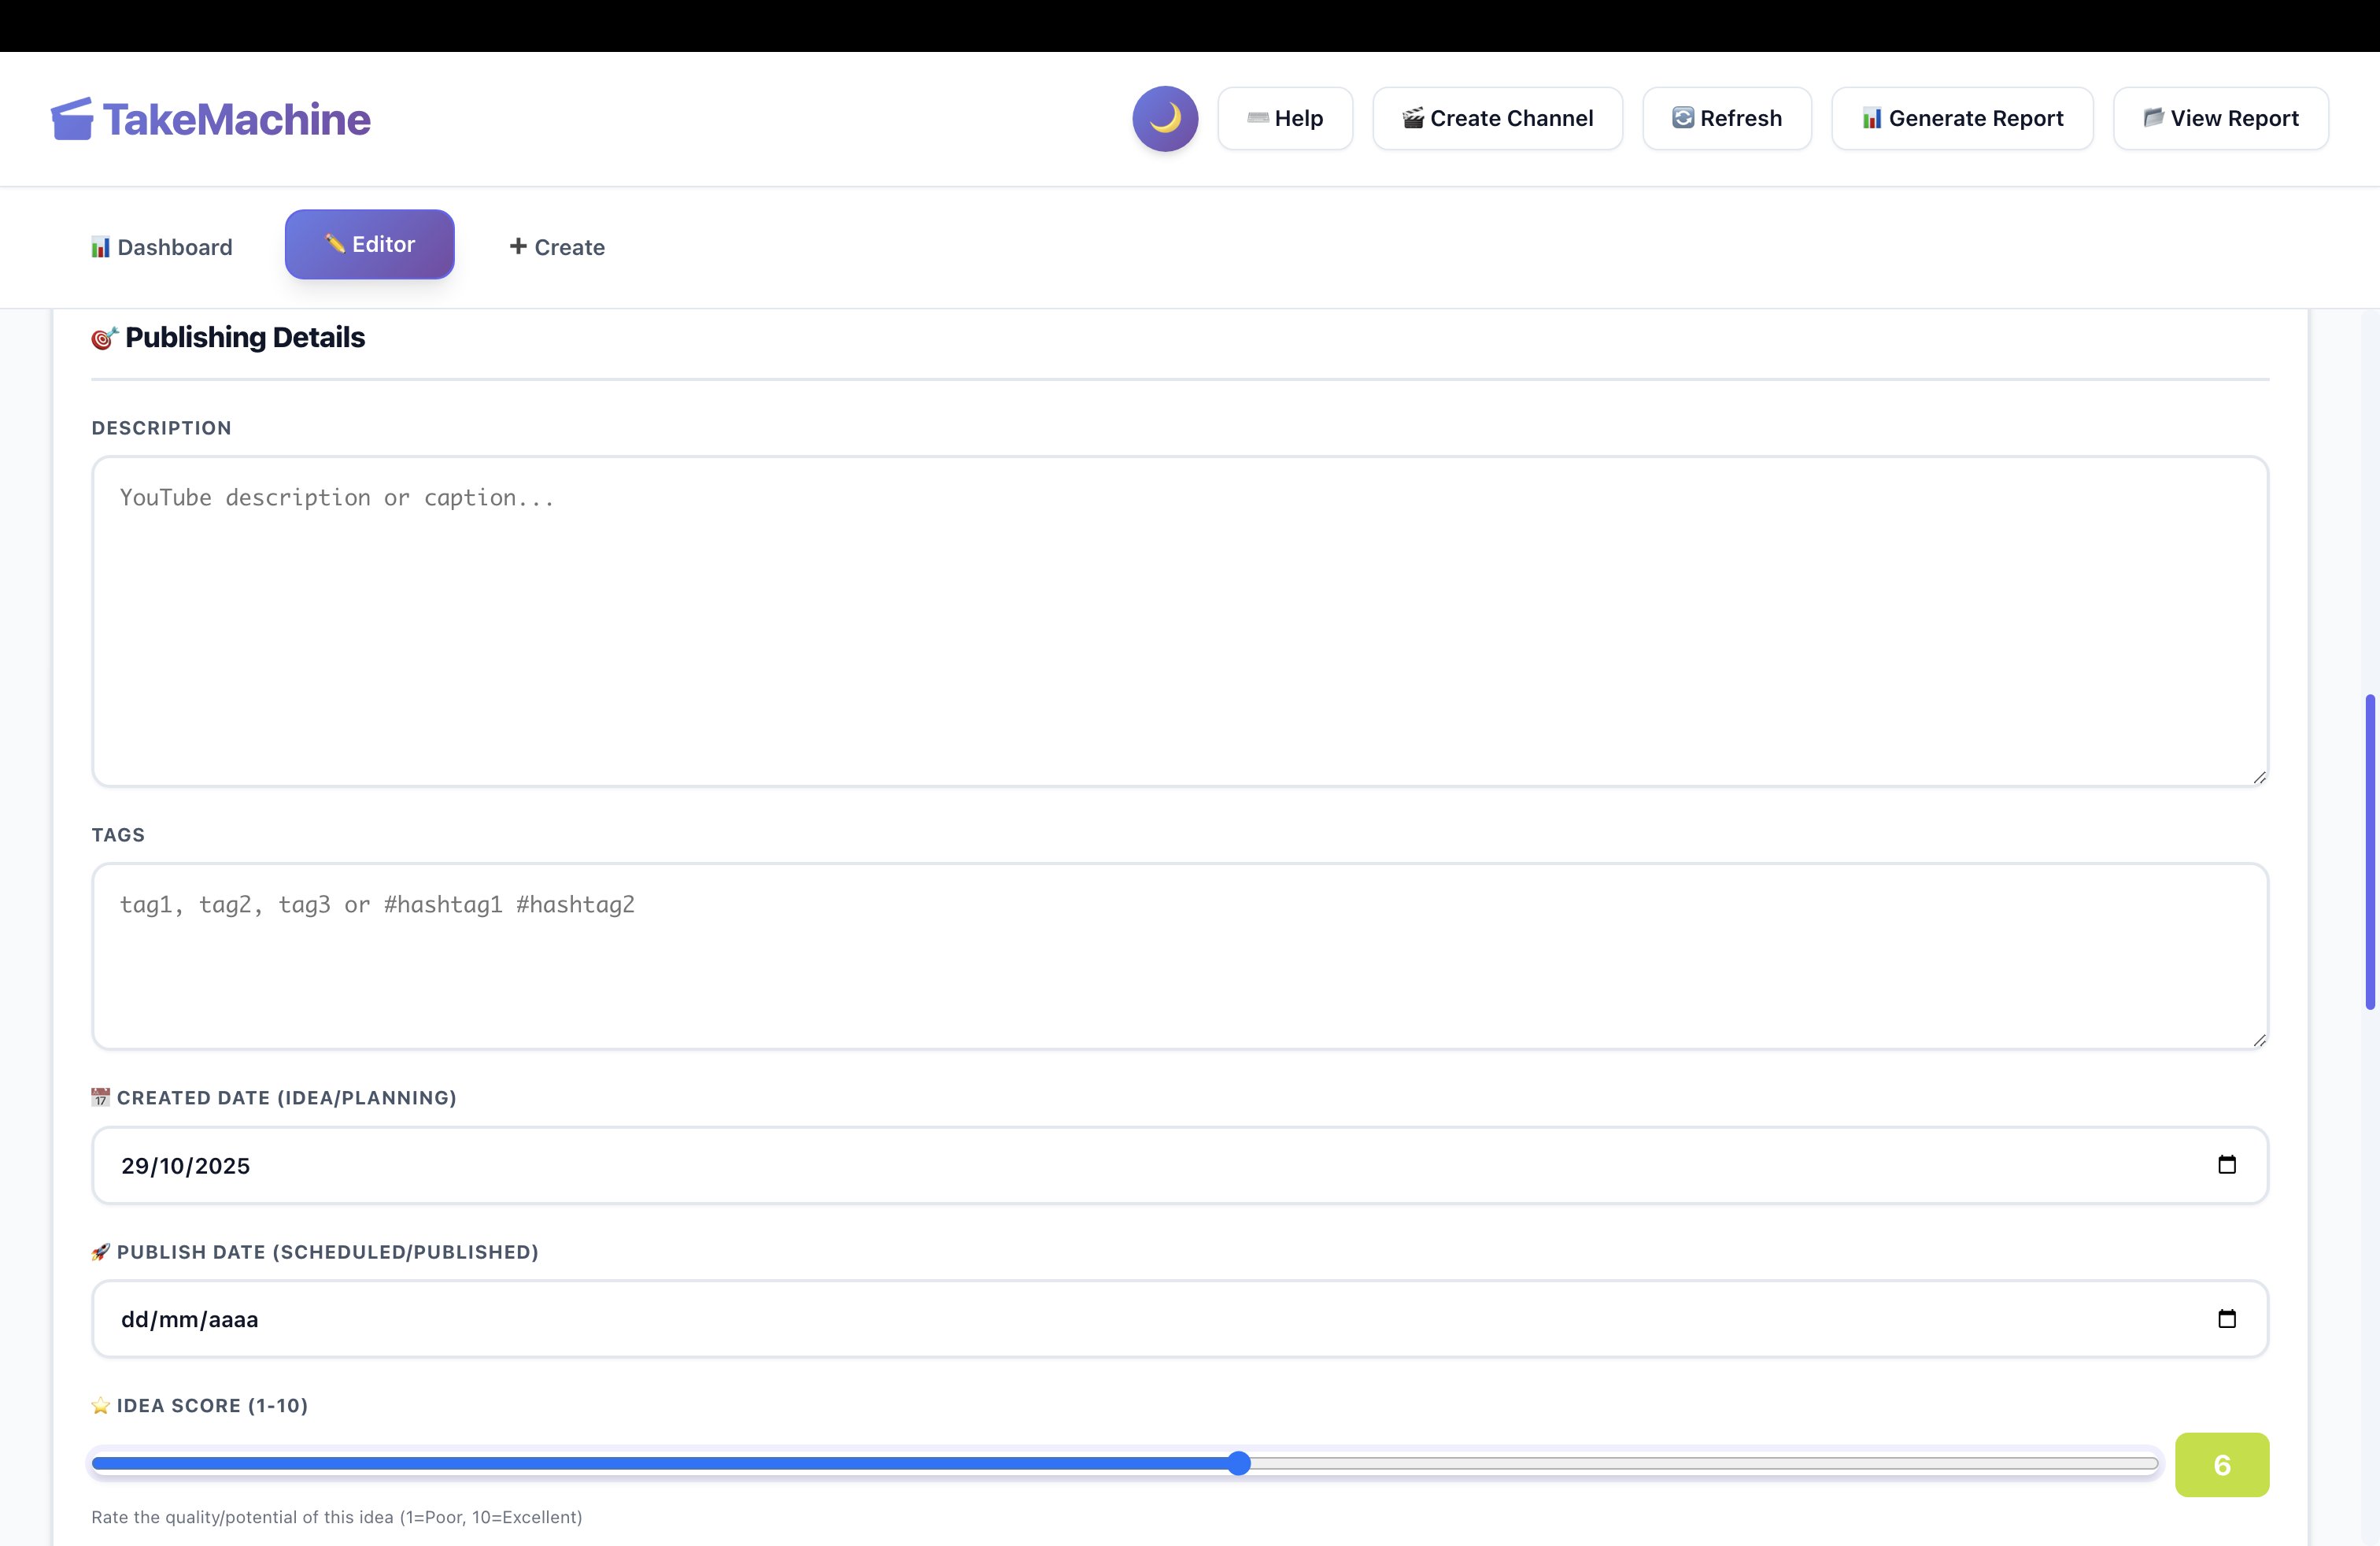 TakeMachine
Help
Create Channel
Refresh
Generate Report
View Report
Dashboard
Editor
Create
Publishing Details
DESCRIPTION
YouTube description or caption...
TAGS
tag1, tag2, tag3 or #hashtag1 #hashtag2
17 CREATED DATE (IDEA/PLANNING)
29/10/2025
PUBLISH DATE (SCHEDULED/PUBLISHED)
dd/mm/aaaa
IDEA SCORE (1-10)
6
Rate the quality/potential of this idea (1=Poor, 10=Excellent)